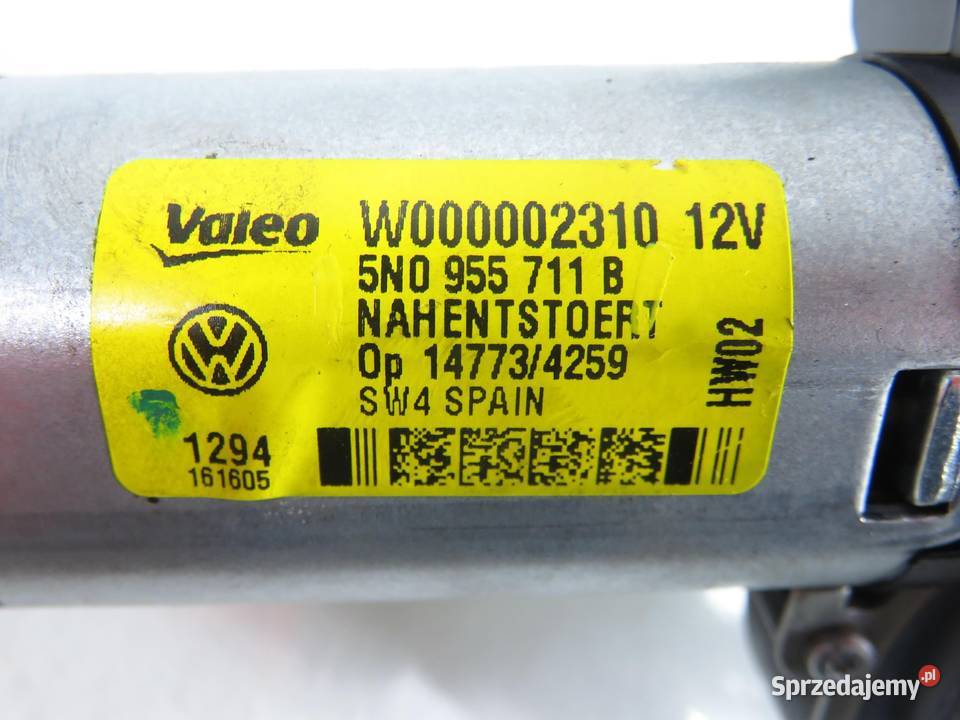 Valeo W000002310 12V
5N0 955 711 B
NAHENTSTOERT
Op 14773/4259
SW4 SPAIN
HW02
1294
161605
Sprzedajemy.pl